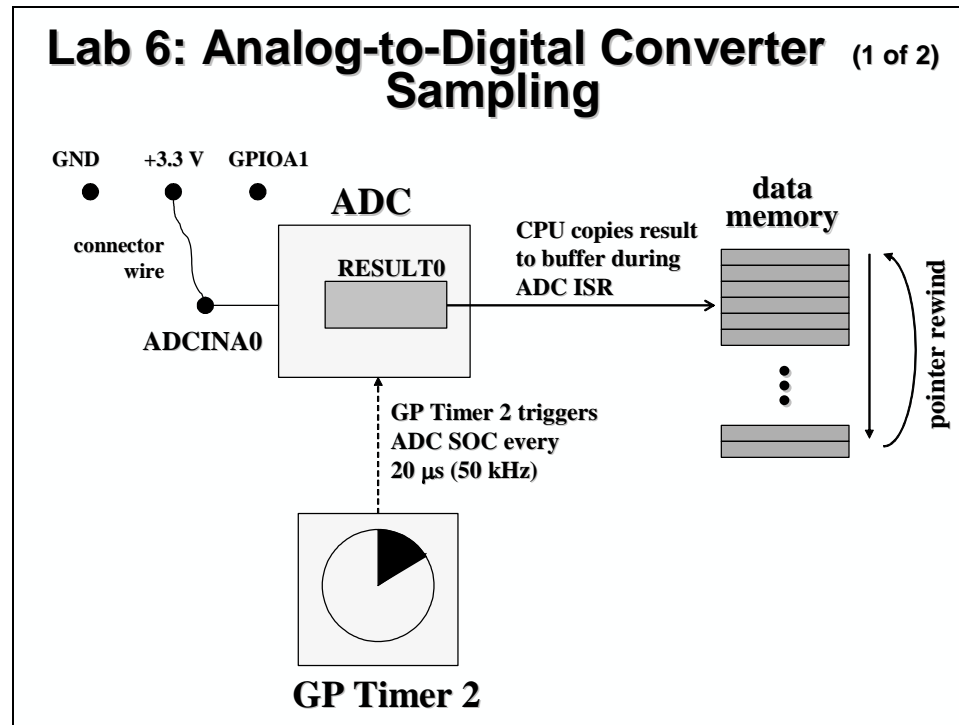 Lab 6: Analog-to-Digital Converter (1 of 2)
Sampling
GND
+3.3 V
GPIOA1
connector
wire
ADCINA0
ADC
RESULT0
CPU copies result
to buffer during
ADC ISR
data
memory
pointer rewind
GP Timer 2 triggers
ADC SOC every
20 μs (50 kHz)
GP Timer 2